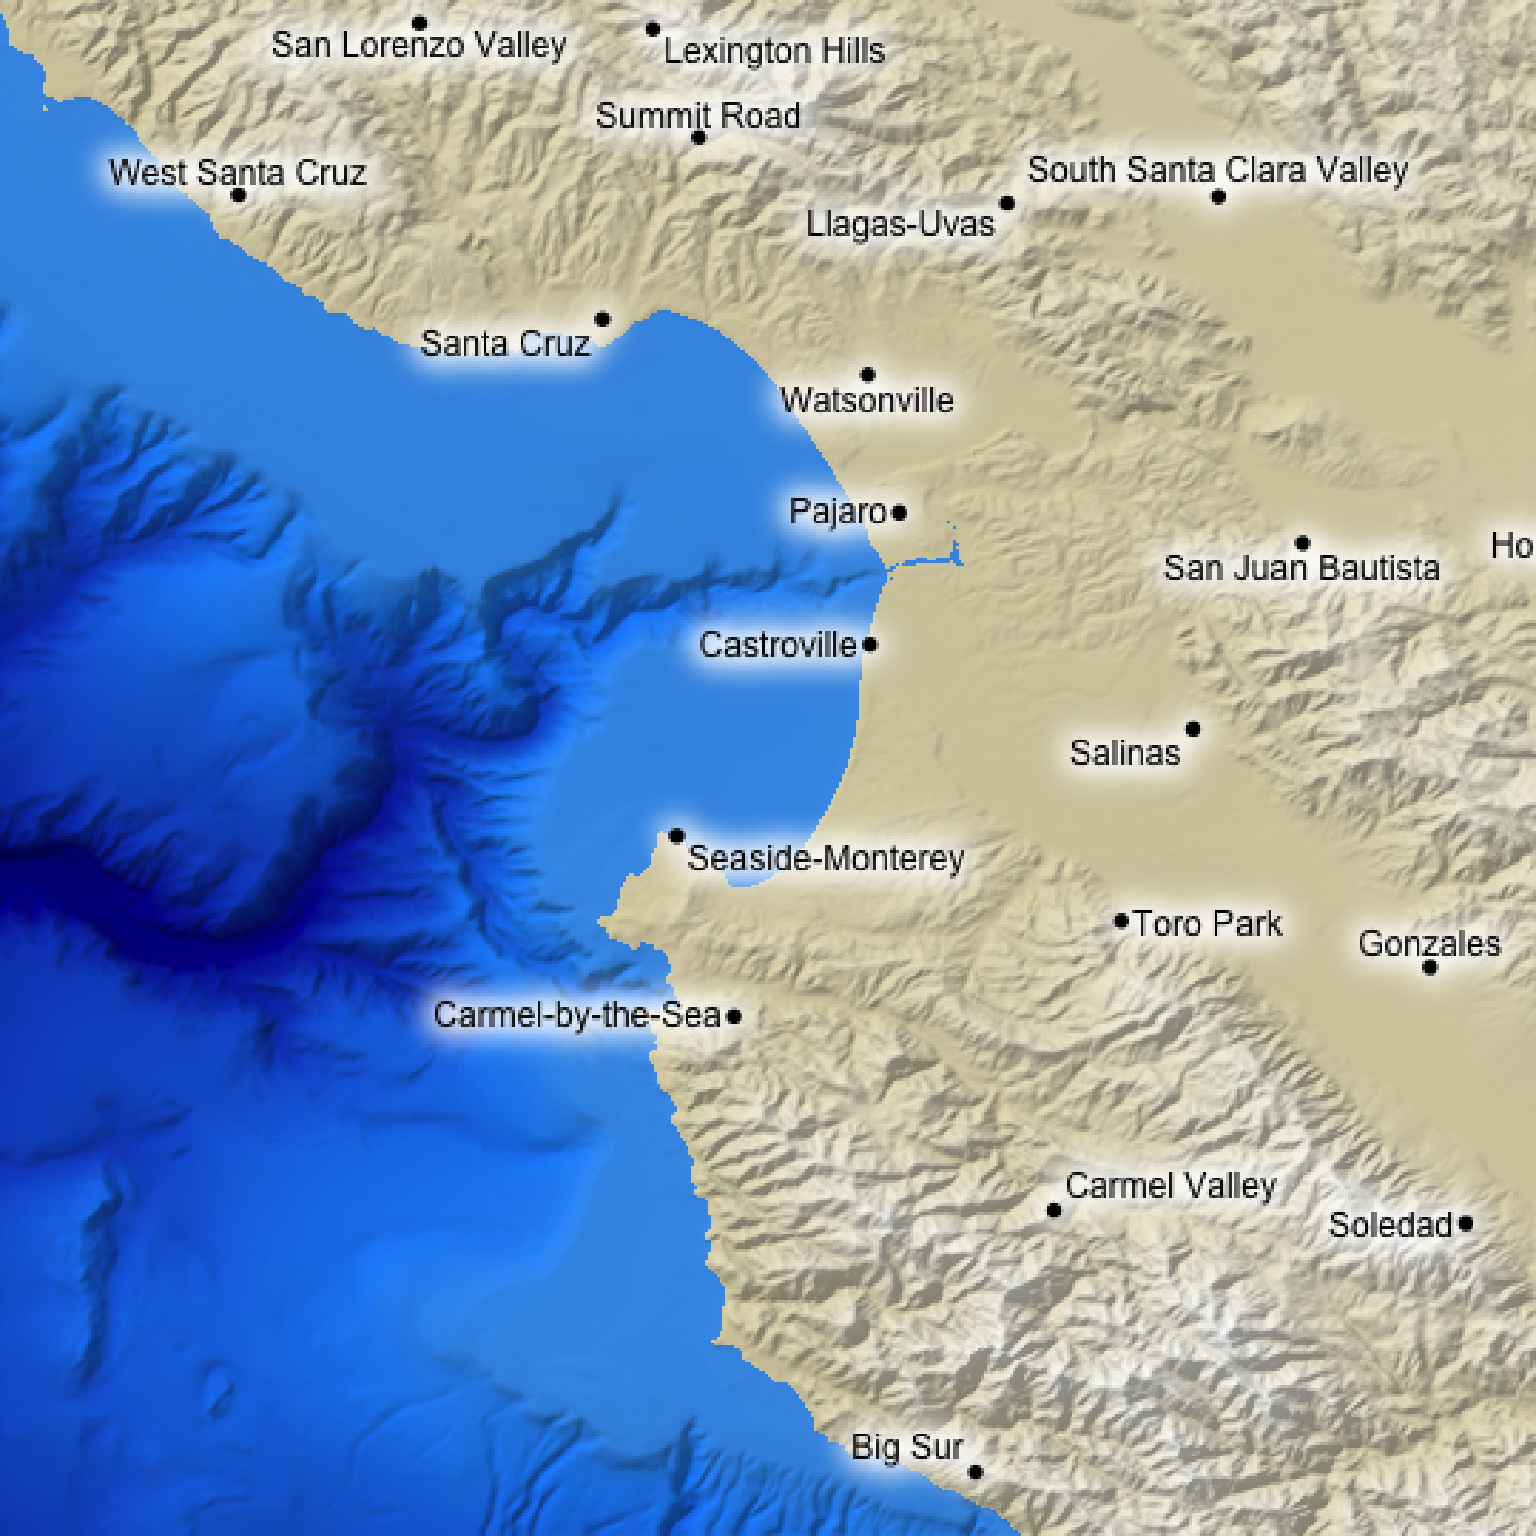 San Lorenzo Valley
Lexington Hills
Summit Road
West Santa Cruz
South Santa Clara Valley
Llagas-Uvas
Santa Cruz
Watsonville
Pajaro
Ho
San Juan Bautista
Castroville
Salinas
Seaside-Monterey
Toro Park
Gonzales
Carmel-by-the-Sea
Carmel Valley
Soledad
Big Sur